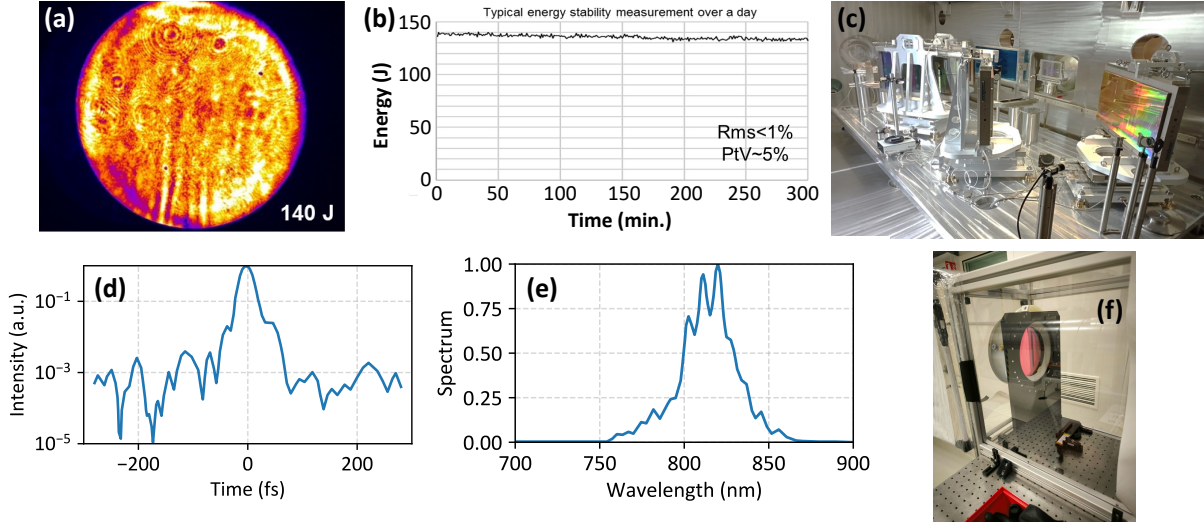 (a)
140 J
(b)
Typical energy stability measurement over a day
150
100
50
0
Energy (J)
Rms<1%
PtV~5%
0 50 100 150 200 250 300
Time (min.)
(c)
(d)
10⁻¹
10⁻³
10⁻⁵
Intensity (a.u.)
−200 0 200
Time (fs)
(e)
1.00
0.75
0.50
0.25
0.00
Spectrum
700 750 800 850 900
Wavelength (nm)
(f)